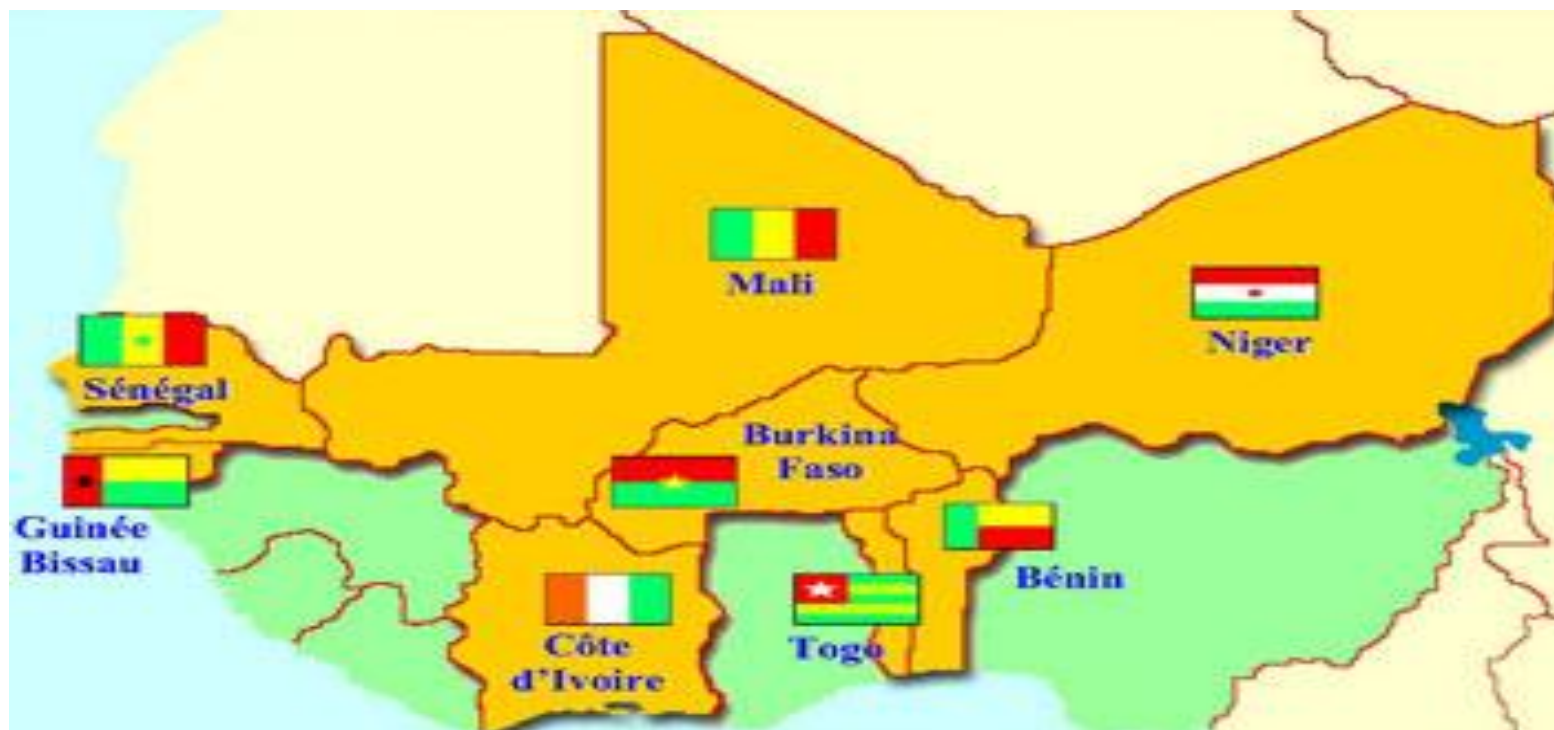 Mali
Niger
Sénégal
Burkina
Faso
Guinée
Bissau
Bénin
Côte
d'Ivoire
Togo